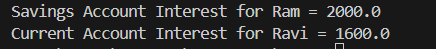 Savings Account Interest for Ram = 2000.0
Current Account Interest for Ravi = 1600.0